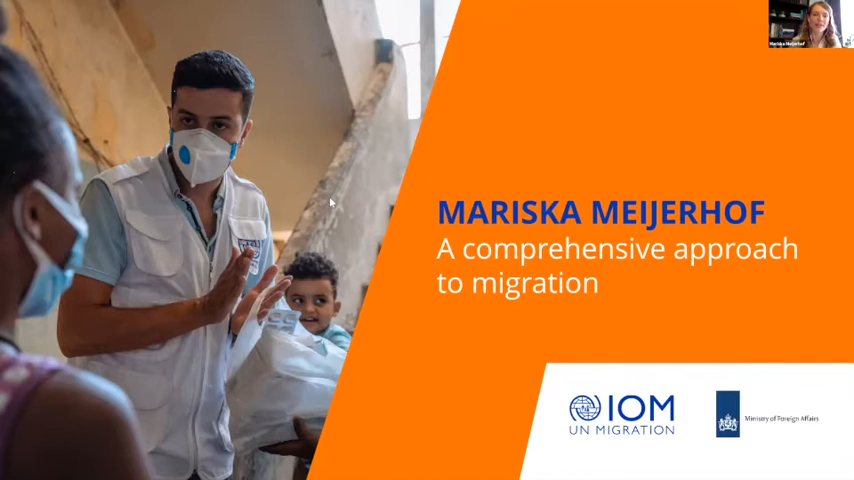 Mariska Meijerhof
MARISKA MEIJERHOF
A comprehensive approach
to migration
IOM
UN MIGRATION
Ministry of Foreign Affairs